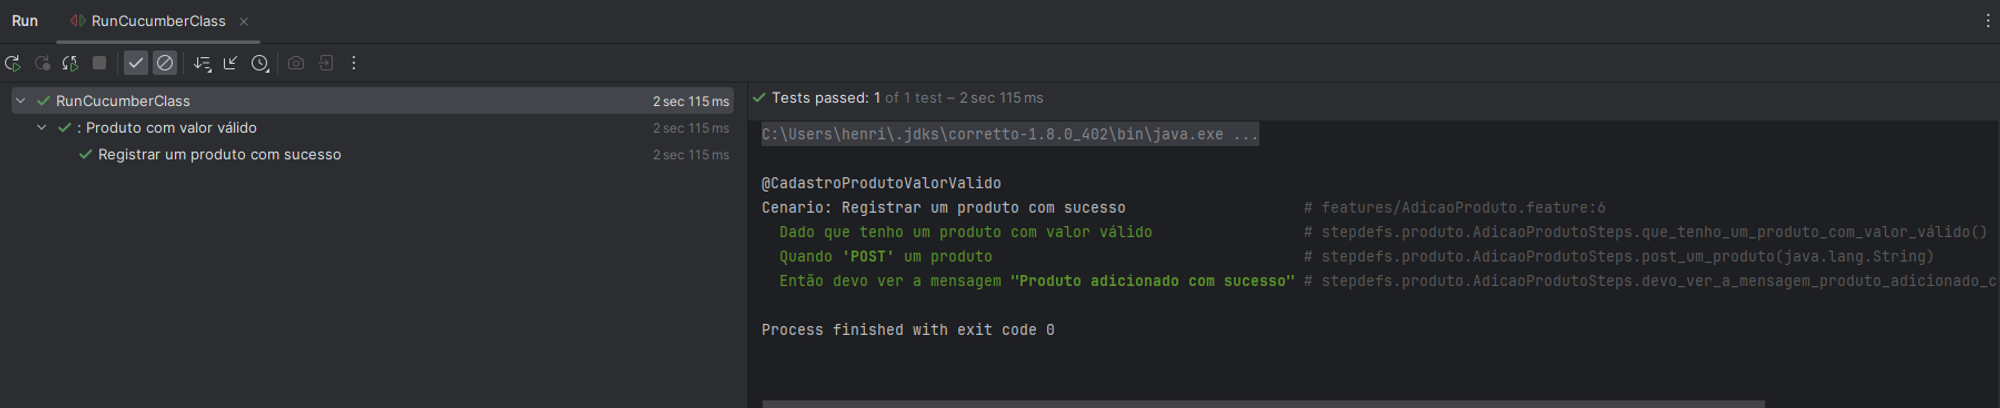 Run RunCucumberClass
RunCucumberClass 2 sec 115 ms
: Produto com valor válido 2 sec 115 ms
Registrar um produto com sucesso 2 sec 115 ms
Tests passed: 1 of 1 test – 2 sec 115 ms
C:\Users\henri\.jdks\corretto-1.8.0_402\bin\java.exe ...
@CadastroProdutoValorValido
Cenario: Registrar um produto com sucesso # features/AdicaoProduto.feature:6
Dado que tenho um produto com valor válido # stepdefs.produto.AdicaoProdutoSteps.que_tenho_um_produto_com_valor_válido()
Quando 'POST' um produto # stepdefs.produto.AdicaoProdutoSteps.post_um_produto(java.lang.String)
Então devo ver a mensagem "Produto adicionado com sucesso" # stepdefs.produto.AdicaoProdutoSteps.devo_ver_a_mensagem_produto_adicionado_c
Process finished with exit code 0